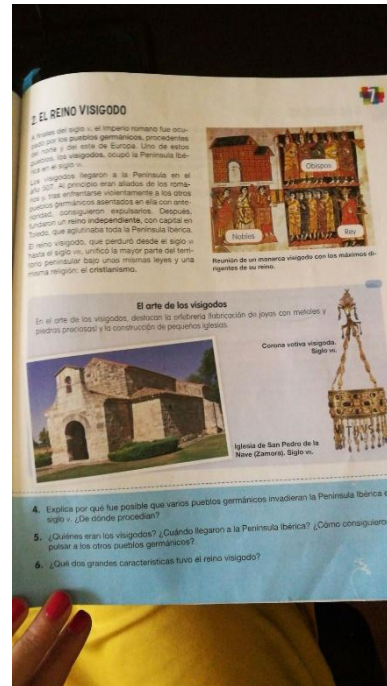 7
2. EL REINO VISIGODO
A finales del siglo V, el Imperio romano fue ocu-
pado por los pueblos germánicos, procedentes
del norte y del este de Europa. Uno de estos
pueblos, los visigodos, ocupó la Península Ibé-
rica en el siglo
Los visigodos llegaron a la Península en el
año 507. Al principio eran aliados de los roma-
nos y tras enfrentarse violentamente a los otros
pueblos germánicos asentados en ella con ante-
rioridad, consiguieron expulsarlos. Después,
fundaron un reino independiente, con capital en
Toledo, que aglutinaba toda la Península Ibérica.
El reino visigodo, que perduró desde el siglo VI
hasta el siglo VIII, unificó la mayor parte del terri-
torio peninsular bajo unas mismas leyes y una
misma religión: el cristianismo.
Obispos
Nobles
Rey
Reunión de un monarca visigodo con los máximos di-
rigentes de su reino.
El arte de los visigodos
En el arte de los visigodos, destacan la orfebrería (fabricación de joyas con metales y
piedras preciosas) y la construcción de pequeñas iglesias.
Corona votiva visigoda.
Siglo VII.
Iglesia de San Pedro de la
Nave (Zamora). Siglo VII.
4. Explica por qué fue posible que varios pueblos germánicos invadieran la Península Ibérica
siglo V. ¿De dónde procedían?
5. ¿Quiénes eran los visigodos? ¿Cuándo llegaron a la Península Ibérica? ¿Cómo consiguiero
pulsar a los otros pueblos germánicos?
6. ¿Qué dos grandes características tuvo el reino visigodo?